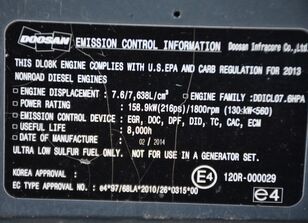 DOOSAN EMISSION CONTROL INFORMATION Doosan Infracore Co., Ltd
THIS DL08K ENGINE COMPLIES WITH U.S.EPA AND CARB REGULATION FOR 2013
NONROAD DIESEL ENGINES
ENGINE DISPLACEMENT : 7.6/7,638L/cm³ ENGINE FAMILY : DDICL07.6HPA
POWER RATING : 158.9kW(216ps)/1800rpm (130≤kW≤560)
EMISSION CONTROL DEVICE : EGR, DOC, DPF, DID, TC, CAC, ECM
USEFUL LIFE : 8,000h
DATE OF MANUFACTURE : 02 / 2014
ULTRA LOW SULFUR FUEL ONLY. NOT FOR USE IN A GENERATOR SET.
KOREA APPROVAL : E4 120R-000029
EC TYPE APPROVAL NO. : e4*97/68LA*2010/26*0315*00 e4